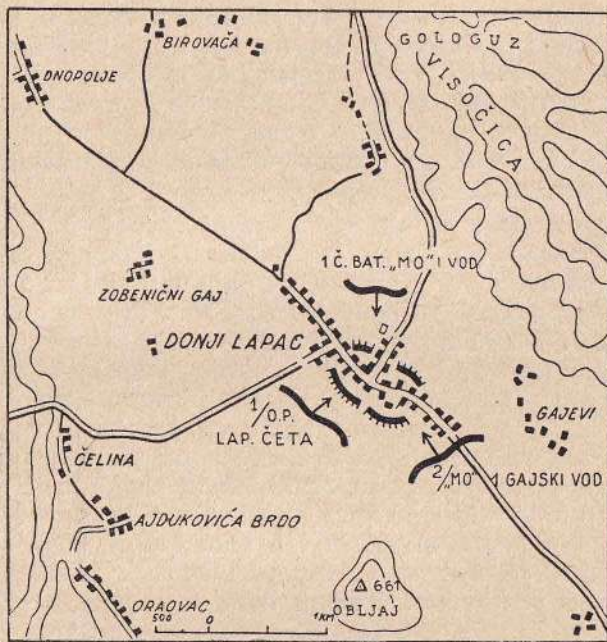 BIROVAČA
GOLOGUZ
VISOČICA
DNOPOLJE
1 Č. BAT. „MO" I VOD
ZOBENIČNI GAJ
DONJI LAPAC
1/O.P.
LAP. ČETA
GAJEVI
2/„MO" 1 GAJSKI VOD
ČELINA
AJDUKOVIĆA BRDO
Δ 661
OBLJAJ
ORAOVAC
500 0 1KM